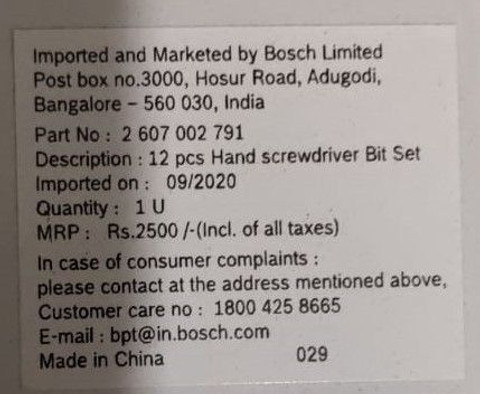 Imported and Marketed by Bosch Limited
Post box no.3000, Hosur Road, Adugodi,
Bangalore – 560 030, India
Part No : 2 607 002 791
Description : 12 pcs Hand screwdriver Bit Set
Imported on : 09/2020
Quantity : 1 U
MRP : Rs.2500 /-(Incl. of all taxes)
In case of consumer complaints :
please contact at the address mentioned above,
Customer care no : 1800 425 8665
E-mail : bpt@in.bosch.com
Made in China 029